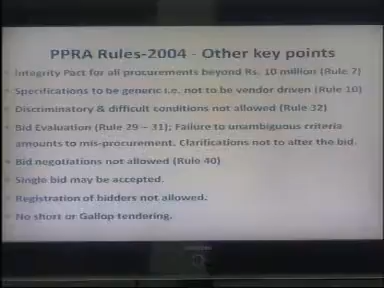 PPRA Rules-2004 - Other key points
• Integrity Pact for all procurements beyond Rs. 10 million (Rule 7)
• Specifications to be generic i.e. not to be vendor driven (Rule 10)
• Discriminatory & difficult conditions not allowed (Rule 32)
• Bid Evaluation (Rule 29 – 31); Failure to unambiguous criteria
amounts to mis-procurement. Clarifications not to alter the bid.
• Bid negotiations not allowed (Rule 40)
• Single bid may be accepted.
• Registration of bidders not allowed.
• No short or Gallop tendering.